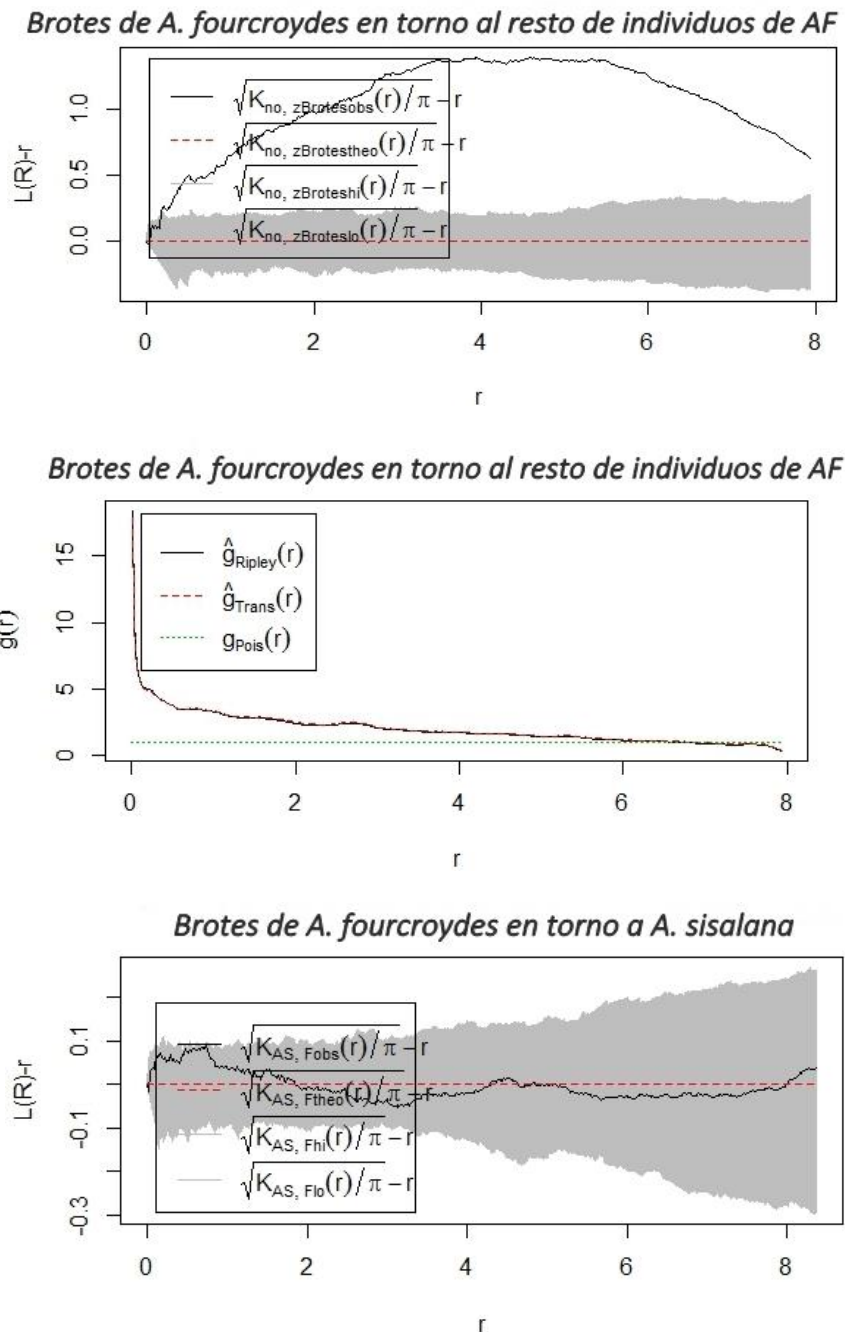 Brotes de A. fourcroydes en torno al resto de individuos de AF
L(R)-r
1.0
0.5
0.0
√K_no, zBrotesobs(r)/π-r
√K_no, zBrotestheo(r)/π-r
√K_no, zBroteshi(r)/π-r
√K_no, zBroteslo(r)/π-r
0 2 4 6 8
r
Brotes de A. fourcroydes en torno al resto de individuos de AF
g(r)
15
10
5
0
ĝ_Ripley(r)
ĝ_Trans(r)
g_Pois(r)
0 2 4 6 8
r
Brotes de A. fourcroydes en torno a A. sisalana
L(R)-r
0.1
-0.1
-0.3
√K_AS, Fobs(r)/π-r
√K_AS, Ftheo(r)/π-r
√K_AS, Fhi(r)/π-r
√K_AS, Flo(r)/π-r
0 2 4 6 8
r